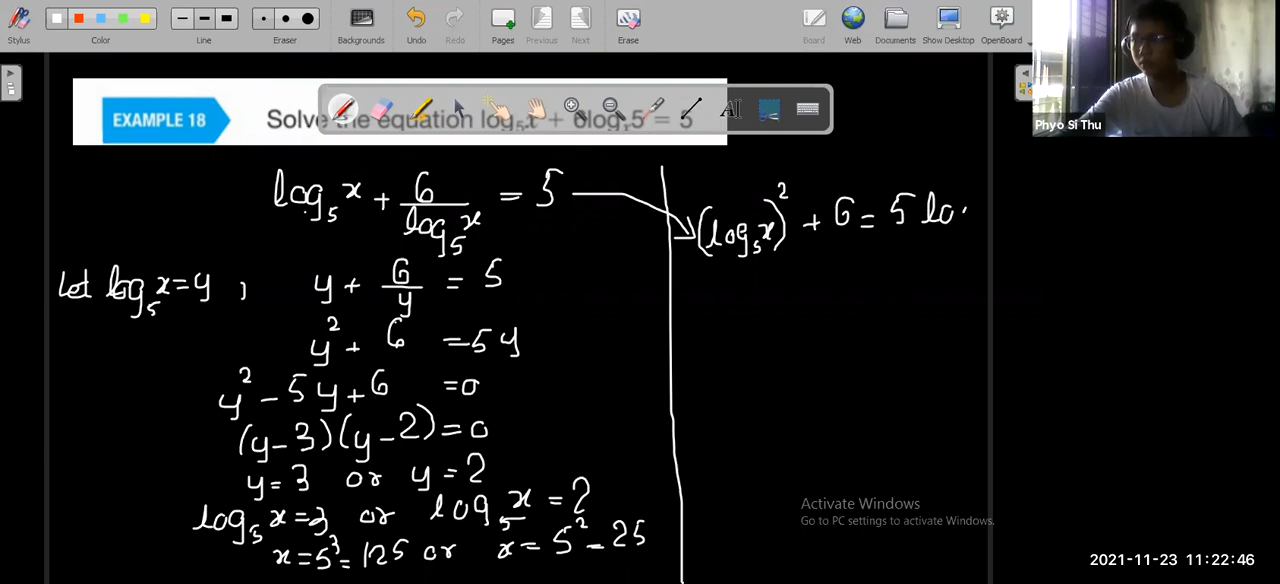 Stylus Color Line Eraser Backgrounds Undo Redo Pages Previous Next Erase Board Web Documents Show Desktop OpenBoard
Phyo Si Thu
EXAMPLE 18 Solve the equation log₅x + 6logₓ5 = 5
log₅x + 6/log₅x = 5
Let log₅x = y , y + 6/y = 5
y² + 6 = 5y
y² - 5y + 6 = 0
(y - 3)(y - 2) = 0
y = 3 or y = 2
log₅x = 3 or log₅x = 2
x = 5³ = 125 or x = 5² = 25
(log₅x)² + 6 = 5 lo
Activate Windows
Go to PC settings to activate Windows.
2021-11-23 11:22:46